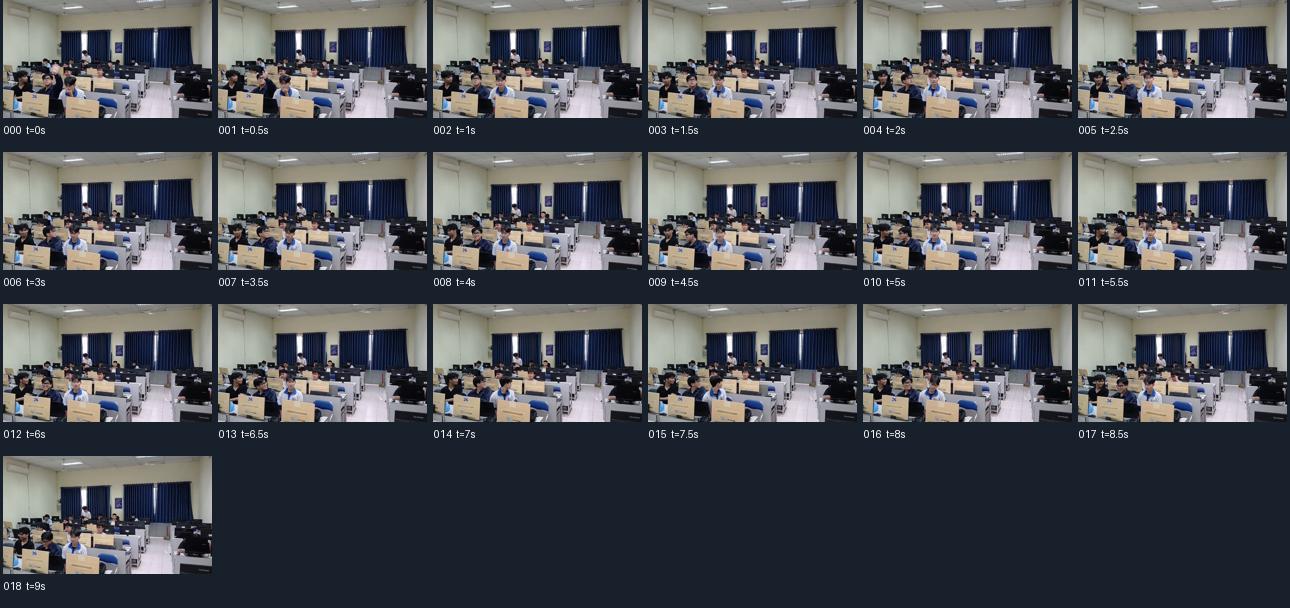 000 t=0s
001 t=0.5s
002 t=1s
003 t=1.5s
004 t=2s
005 t=2.5s
006 t=3s
007 t=3.5s
008 t=4s
009 t=4.5s
010 t=5s
011 t=5.5s
012 t=6s
013 t=6.5s
014 t=7s
015 t=7.5s
016 t=8s
017 t=8.5s
018 t=9s